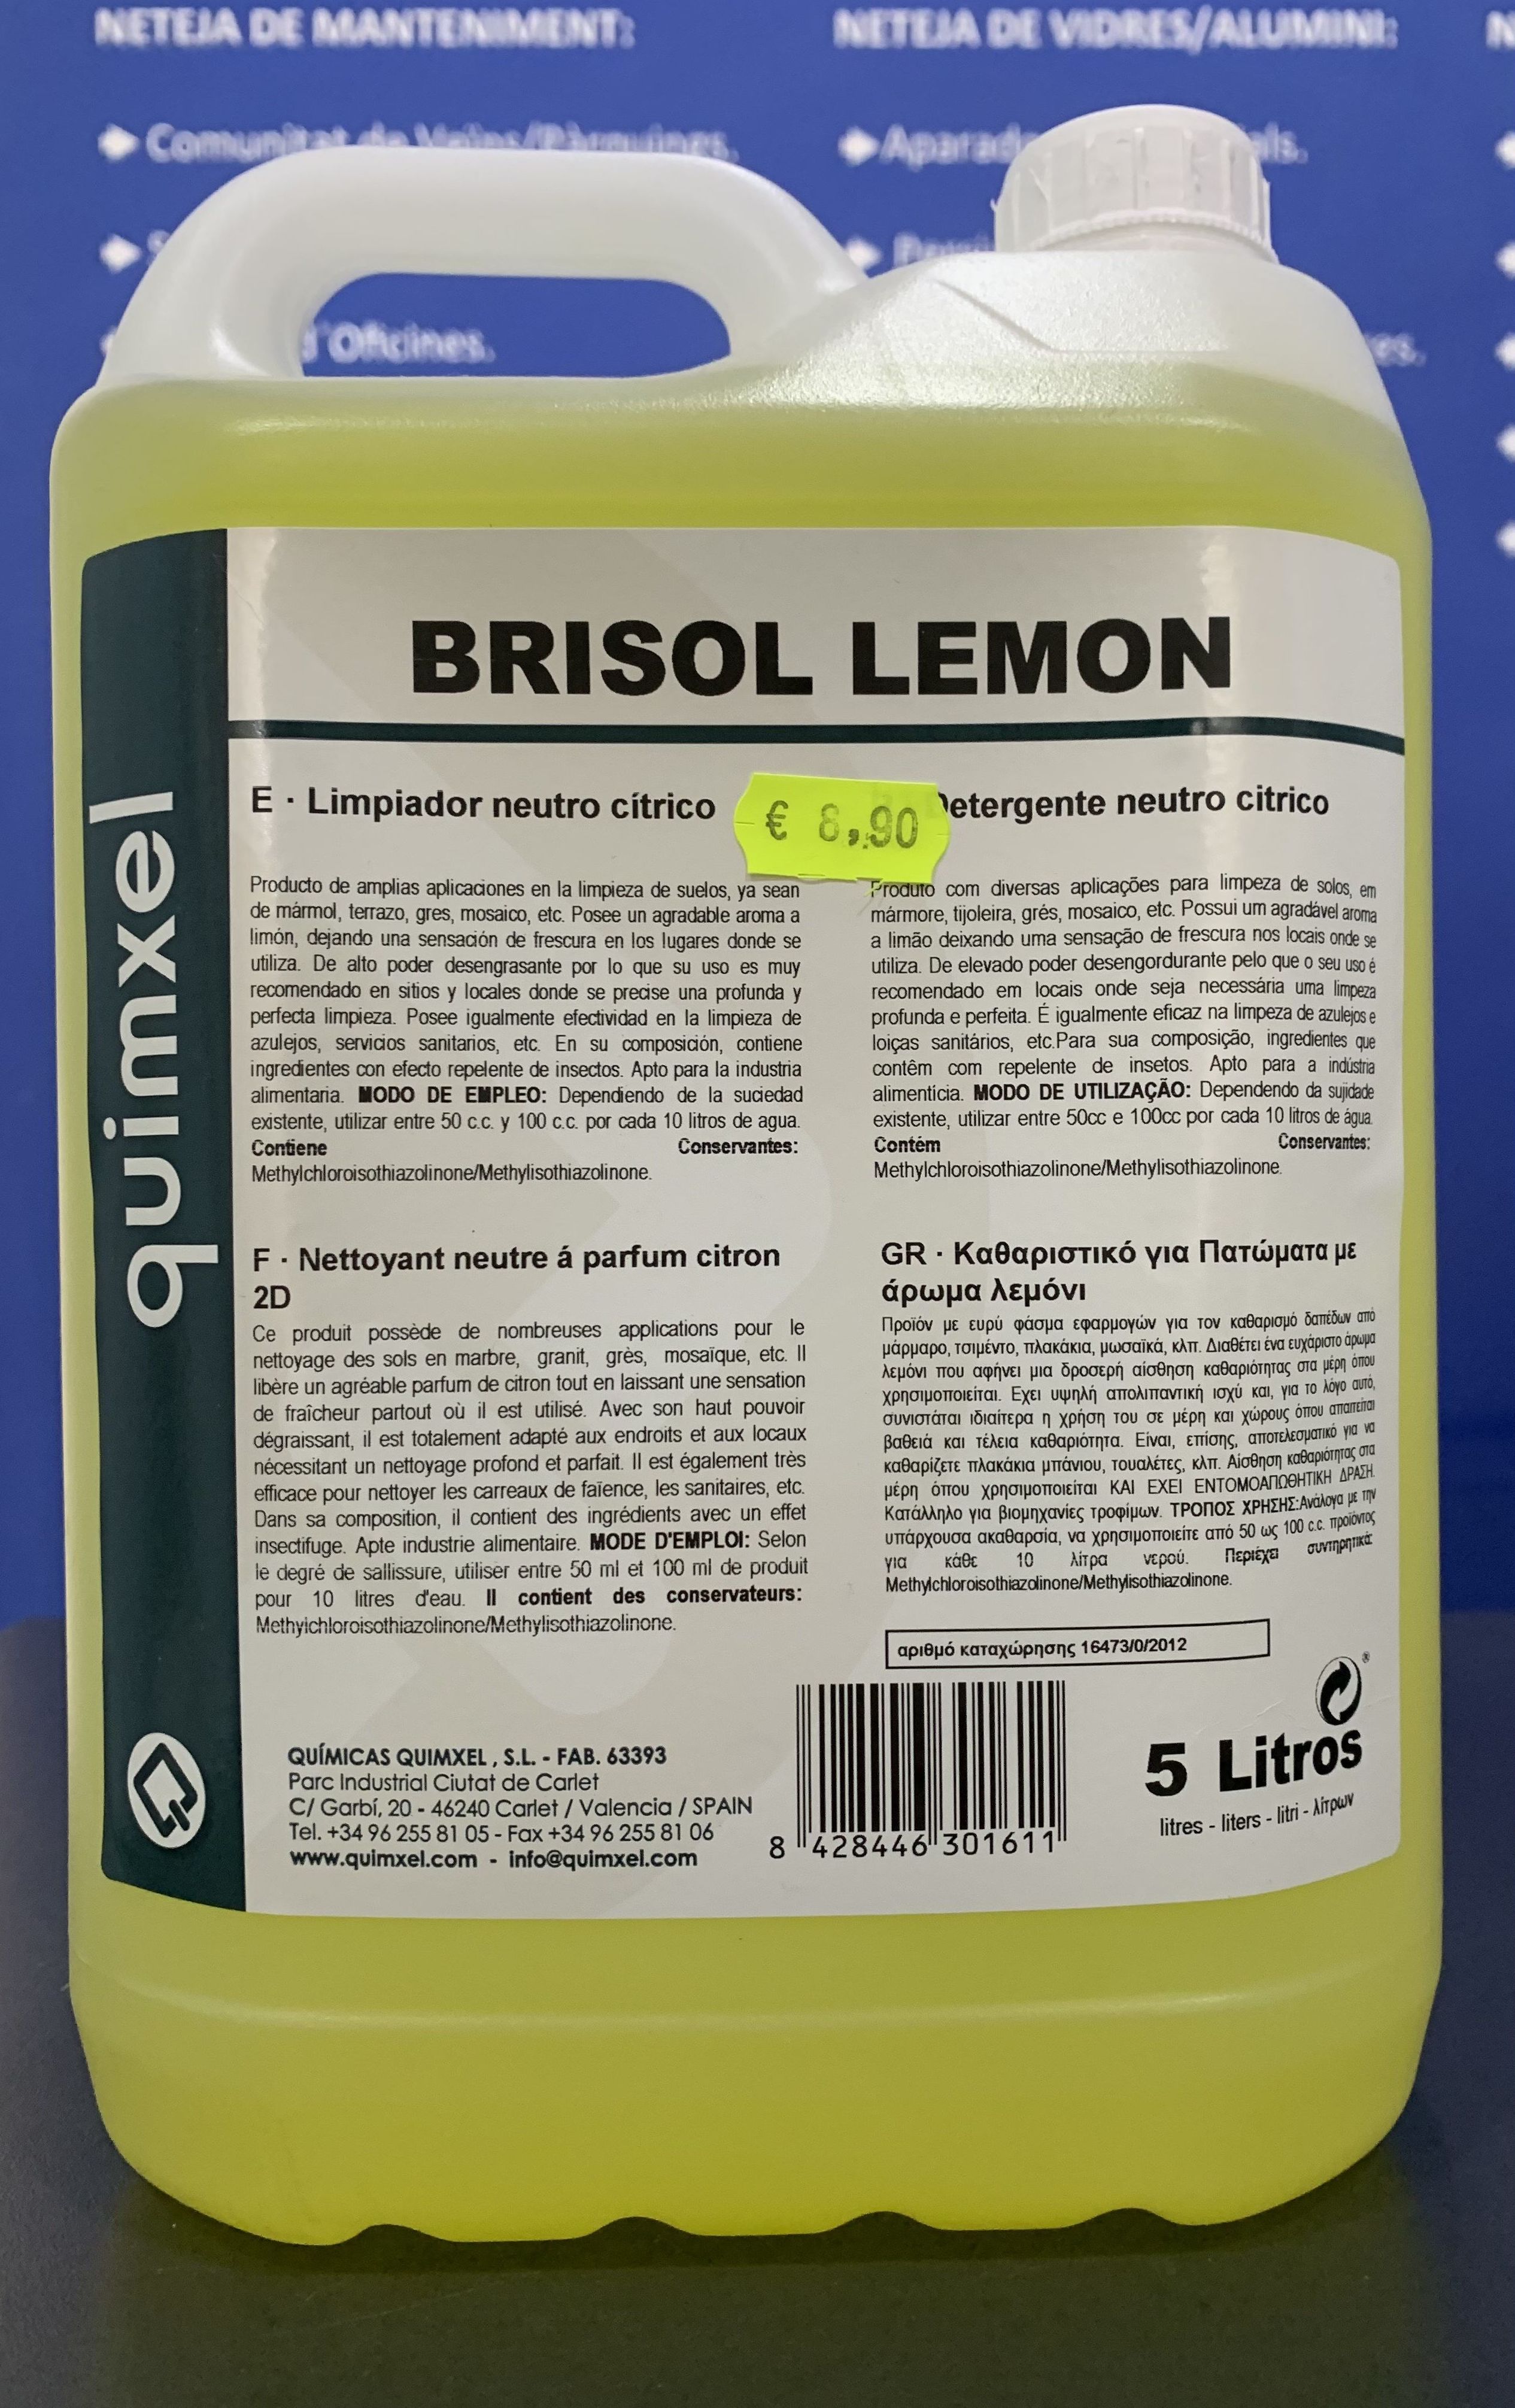 NETEJA DE MANTENIMENT:
NETEJA DE VIDRES/ALUMINI:
Comunitat de Veïns/Pàrquings.
d'Oficines.
BRISOL LEMON
quimxel
E · Limpiador neutro cítrico
€ 8,90
Producto de amplias aplicaciones en la limpieza de suelos, ya sean
de mármol, terrazo, gres, mosaico, etc. Posee un agradable aroma a
limón, dejando una sensación de frescura en los lugares donde se
utiliza. De alto poder desengrasante por lo que su uso es muy
recomendado en sitios y locales donde se precise una profunda y
perfecta limpieza. Posee igualmente efectividad en la limpieza de
azulejos, servicios sanitarios, etc. En su composición, contiene
ingredientes con efecto repelente de insectos. Apto para la industria
alimentaria. MODO DE EMPLEO: Dependiendo de la suciedad
existente, utilizar entre 50 c.c. y 100 c.c. por cada 10 litros de agua.
Contiene Conservantes:
Methylchloroisothiazolinone/Methylisothiazolinone.
Detergente neutro citrico
Produto com diversas aplicações para limpeza de solos, em
mármore, tijoleira, grés, mosaico, etc. Possui um agradável aroma
a limão deixando uma sensação de frescura nos locais onde se
utiliza. De elevado poder desengordurante pelo que o seu uso é
recomendado em locais onde seja necessária uma limpeza
profunda e perfeita. É igualmente eficaz na limpeza de azulejos e
loiças sanitários, etc.Para sua composição, ingredientes que
contêm com repelente de insetos. Apto para a indústria
alimentícia. MODO DE UTILIZAÇÃO: Dependendo da sujidade
existente, utilizar entre 50cc e 100cc por cada 10 litros de água.
Contém Conservantes:
Methylchloroisothiazolinone/Methylisothiazolinone.
F · Nettoyant neutre á parfum citron
2D
Ce produit possède de nombreuses applications pour le
nettoyage des sols en marbre, granit, grès, mosaïque, etc. Il
libère un agréable parfum de citron tout en laissant une sensation
de fraîcheur partout où il est utilisé. Avec son haut pouvoir
dégraissant, il est totalement adapté aux endroits et aux locaux
nécessitant un nettoyage profond et parfait. Il est également très
efficace pour nettoyer les carreaux de faïence, les sanitaires, etc.
Dans sa composition, il contient des ingrédients avec un effet
insectifuge. Apte industrie alimentaire. MODE D'EMPLOI: Selon
le degré de sallissure, utiliser entre 50 ml et 100 ml de produit
pour 10 litres d'eau. Il contient des conservateurs:
Methylchloroisothiazolinone/Methylisothiazolinone.
GR · Καθαριστικό για Πατώματα με
άρωμα λεμόνι
Προϊόν με ευρύ φάσμα εφαρμογών για τον καθαρισμό δαπέδων από
μάρμαρο, τσιμέντο, πλακάκια, μωσαϊκά, κλπ. Διαθέτει ένα ευχάριστο άρωμα
λεμόνι που αφήνει μια δροσερή αίσθηση καθαριότητας στα μέρη όπου
χρησιμοποιείται. Εχει υψηλή απολιπαντική ισχύ και, για το λόγο αυτό,
συνιστάται ιδιαίτερα η χρήση του σε μέρη και χώρους όπου απαιτείται
βαθειά και τέλεια καθαριότητα. Είναι, επίσης, αποτελεσματικό για να
καθαρίζετε πλακάκια μπάνιου, τουαλέτες, κλπ. Αίσθηση καθαριότητας στα
μέρη όπου χρησιμοποιείται ΚΑΙ ΕΧΕΙ ΕΝΤΟΜΟΑΠΩΘΗΤΙΚΗ ΔΡΑΣΗ.
Κατάλληλο για βιομηχανίες τροφίμων. ΤΡΟΠΟΣ ΧΡΗΣΗΣ:Ανάλογα με την
υπάρχουσα ακαθαρσία, να χρησιμοποιείτε από 50 ως 100 c.c. προϊόντος
για κάθε 10 λίτρα νερού. Περιέχει συντηρητικά:
Methylchloroisothiazolinone/Methylisothiazolinone.
αριθμό καταχώρησης 16473/0/2012
QUÍMICAS QUIMXEL , S.L. - FAB. 63393
Parc Industrial Ciutat de Carlet
C/ Garbí, 20 - 46240 Carlet / Valencia / SPAIN
Tel. +34 96 255 81 05 - Fax +34 96 255 81 06
www.quimxel.com - info@quimxel.com
8 428446 301611
5 Litros
litres - liters - litri - λίτρων